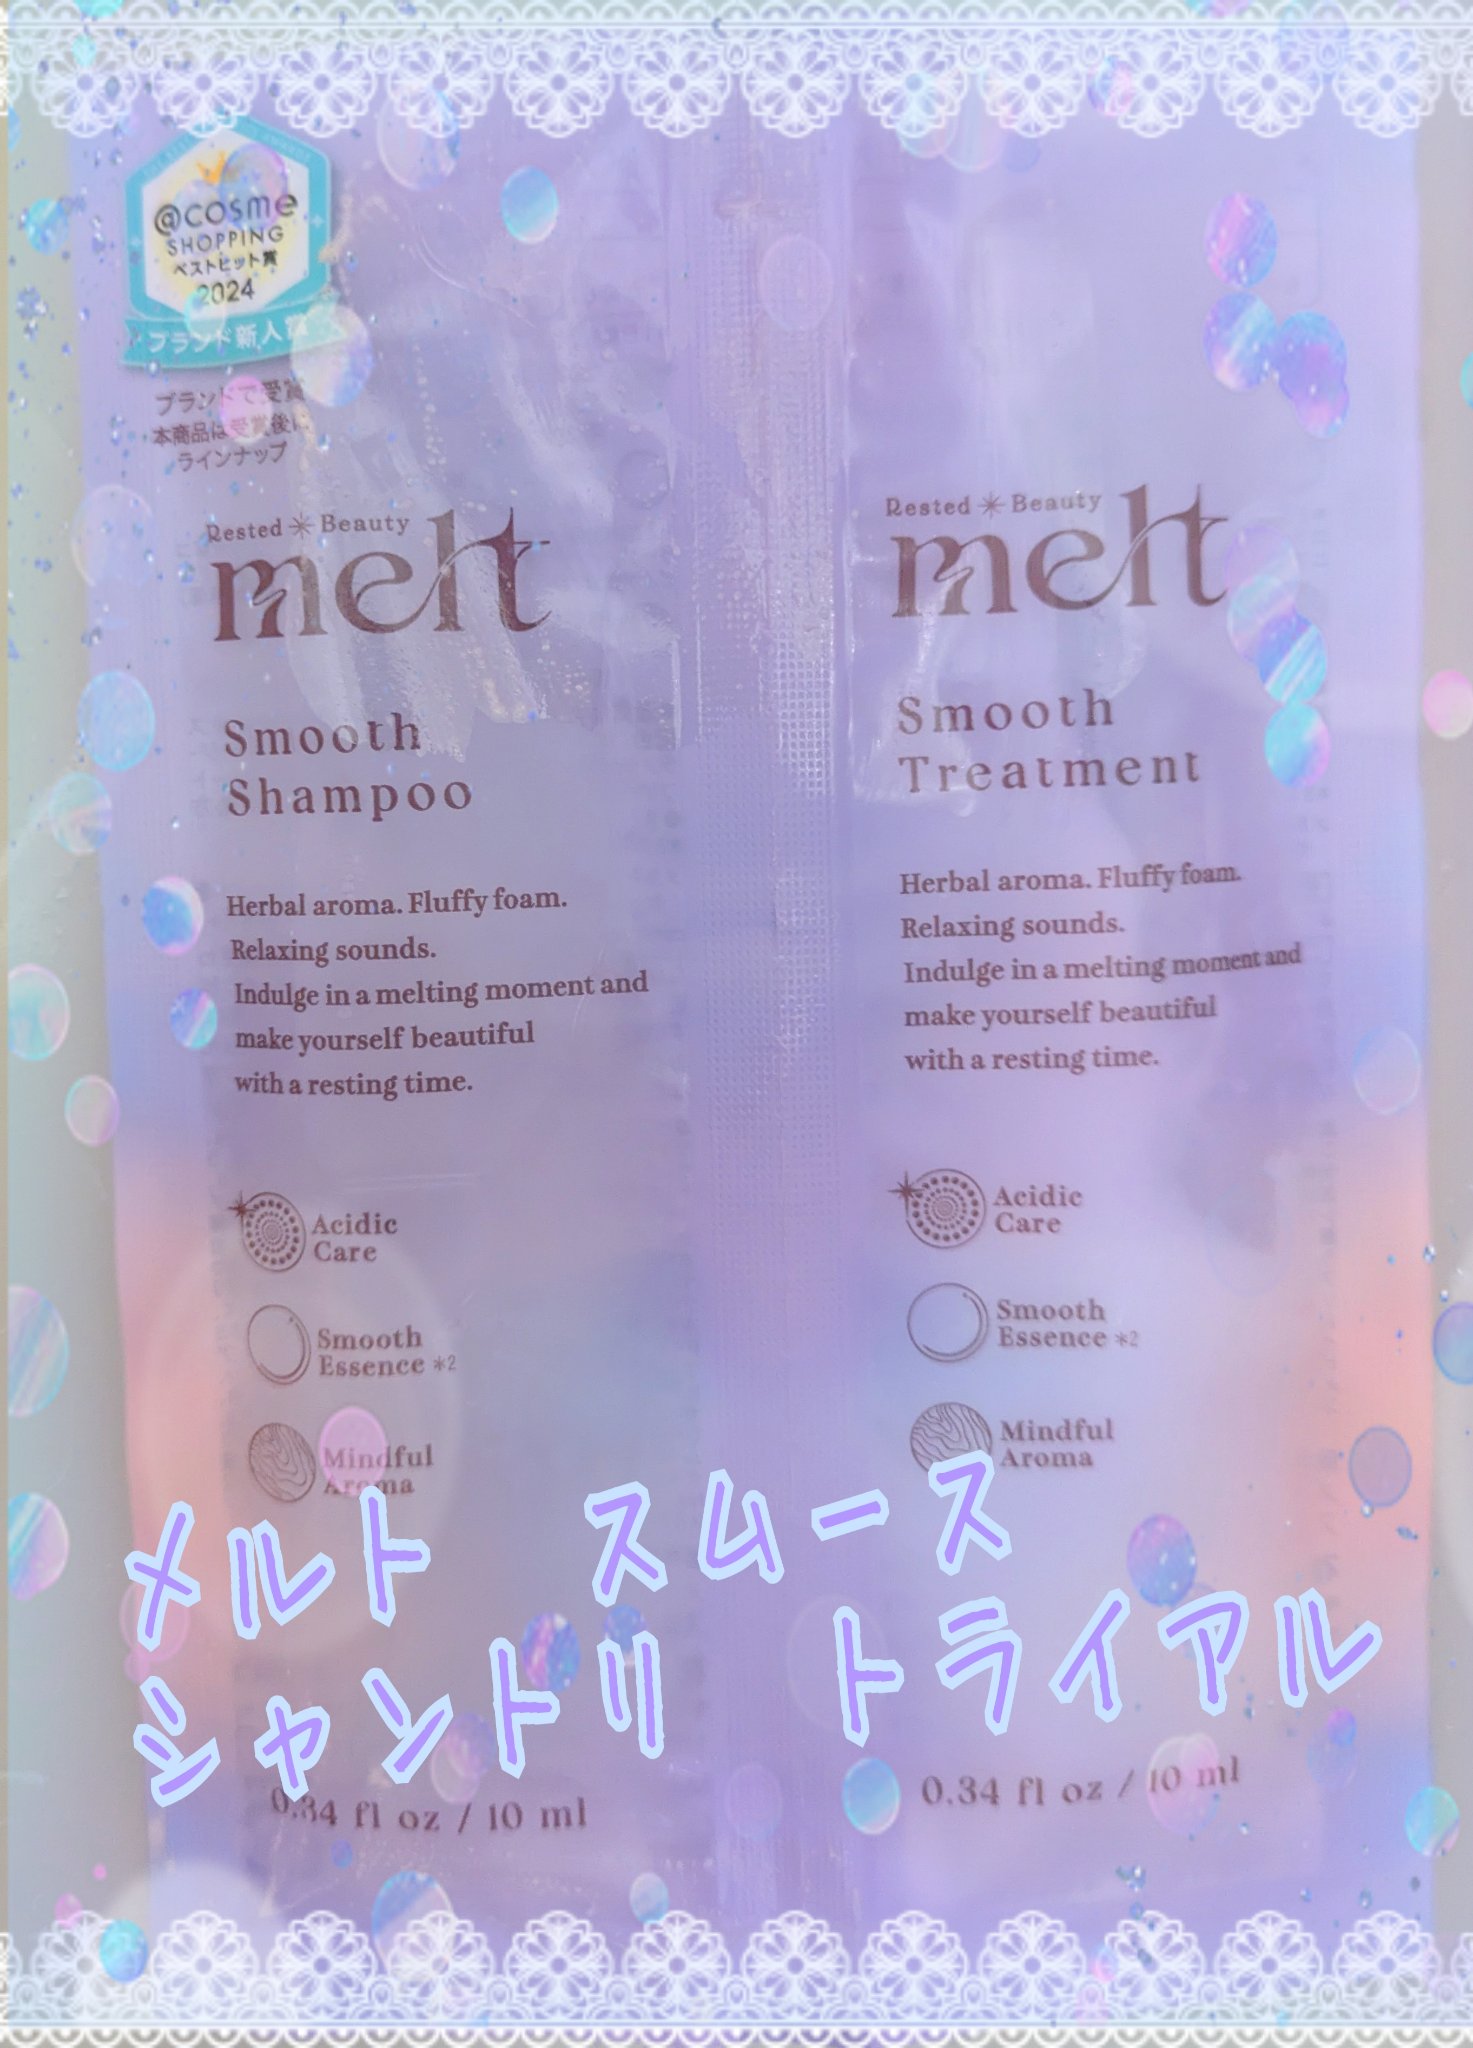 @cosme
SHOPPING
ベストヒット賞
2024
ブランド新人賞
ブランドで受賞
本商品は受賞後に
ラインナップ
Rested Beauty
melt
Smooth
Shampoo
Herbal aroma. Fluffy foam.
Relaxing sounds.
Indulge in a melting moment and
make yourself beautiful
with a resting time.
Acidic
Care
Smooth
Essence *2
Mindful
Aroma
0.34 fl oz / 10 ml
Rested Beauty
melt
Smooth
Treatment
Herbal aroma. Fluffy foam.
Relaxing sounds.
Indulge in a melting moment and
make yourself beautiful
with a resting time.
Acidic
Care
Smooth
Essence *2
Mindful
Aroma
0.34 fl oz / 10 ml
メルト スムース
シャントリ トライアル